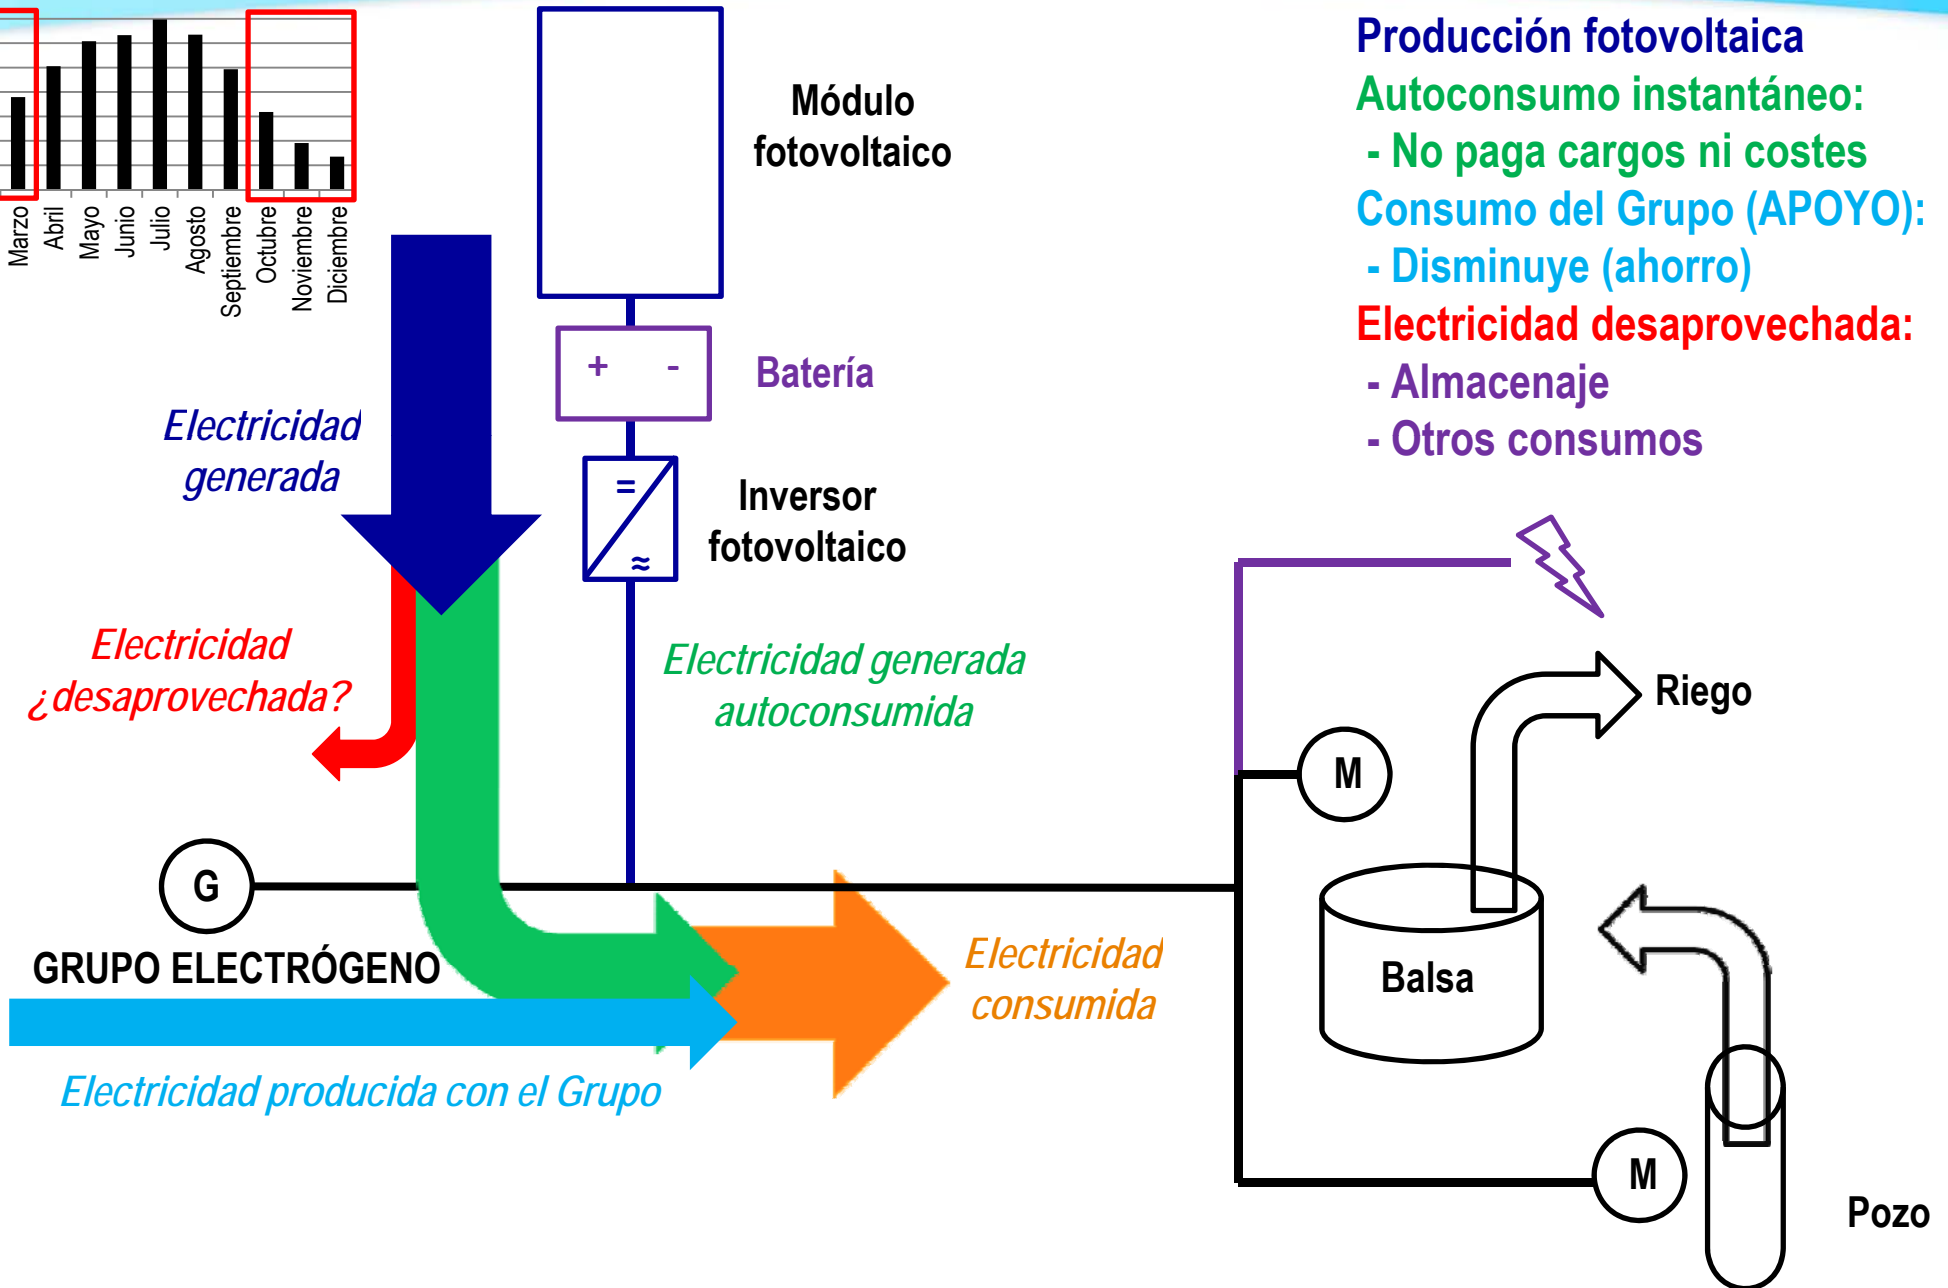 Marzo
Abril
Mayo
Junio
Julio
Agosto
Septiembre
Octubre
Noviembre
Diciembre
Módulo
fotovoltaico
Producción fotovoltaica
Autoconsumo instantáneo:
- No paga cargos ni costes
Consumo del Grupo (APOYO):
- Disminuye (ahorro)
Electricidad desaprovechada:
- Almacenaje
- Otros consumos
+ -
Batería
Electricidad
generada
=
≈
Inversor
fotovoltaico
Electricidad
¿desaprovechada?
Electricidad generada
autoconsumida
Riego
M
G
GRUPO ELECTRÓGENO
Electricidad
consumida
Balsa
Electricidad producida con el Grupo
M
Pozo